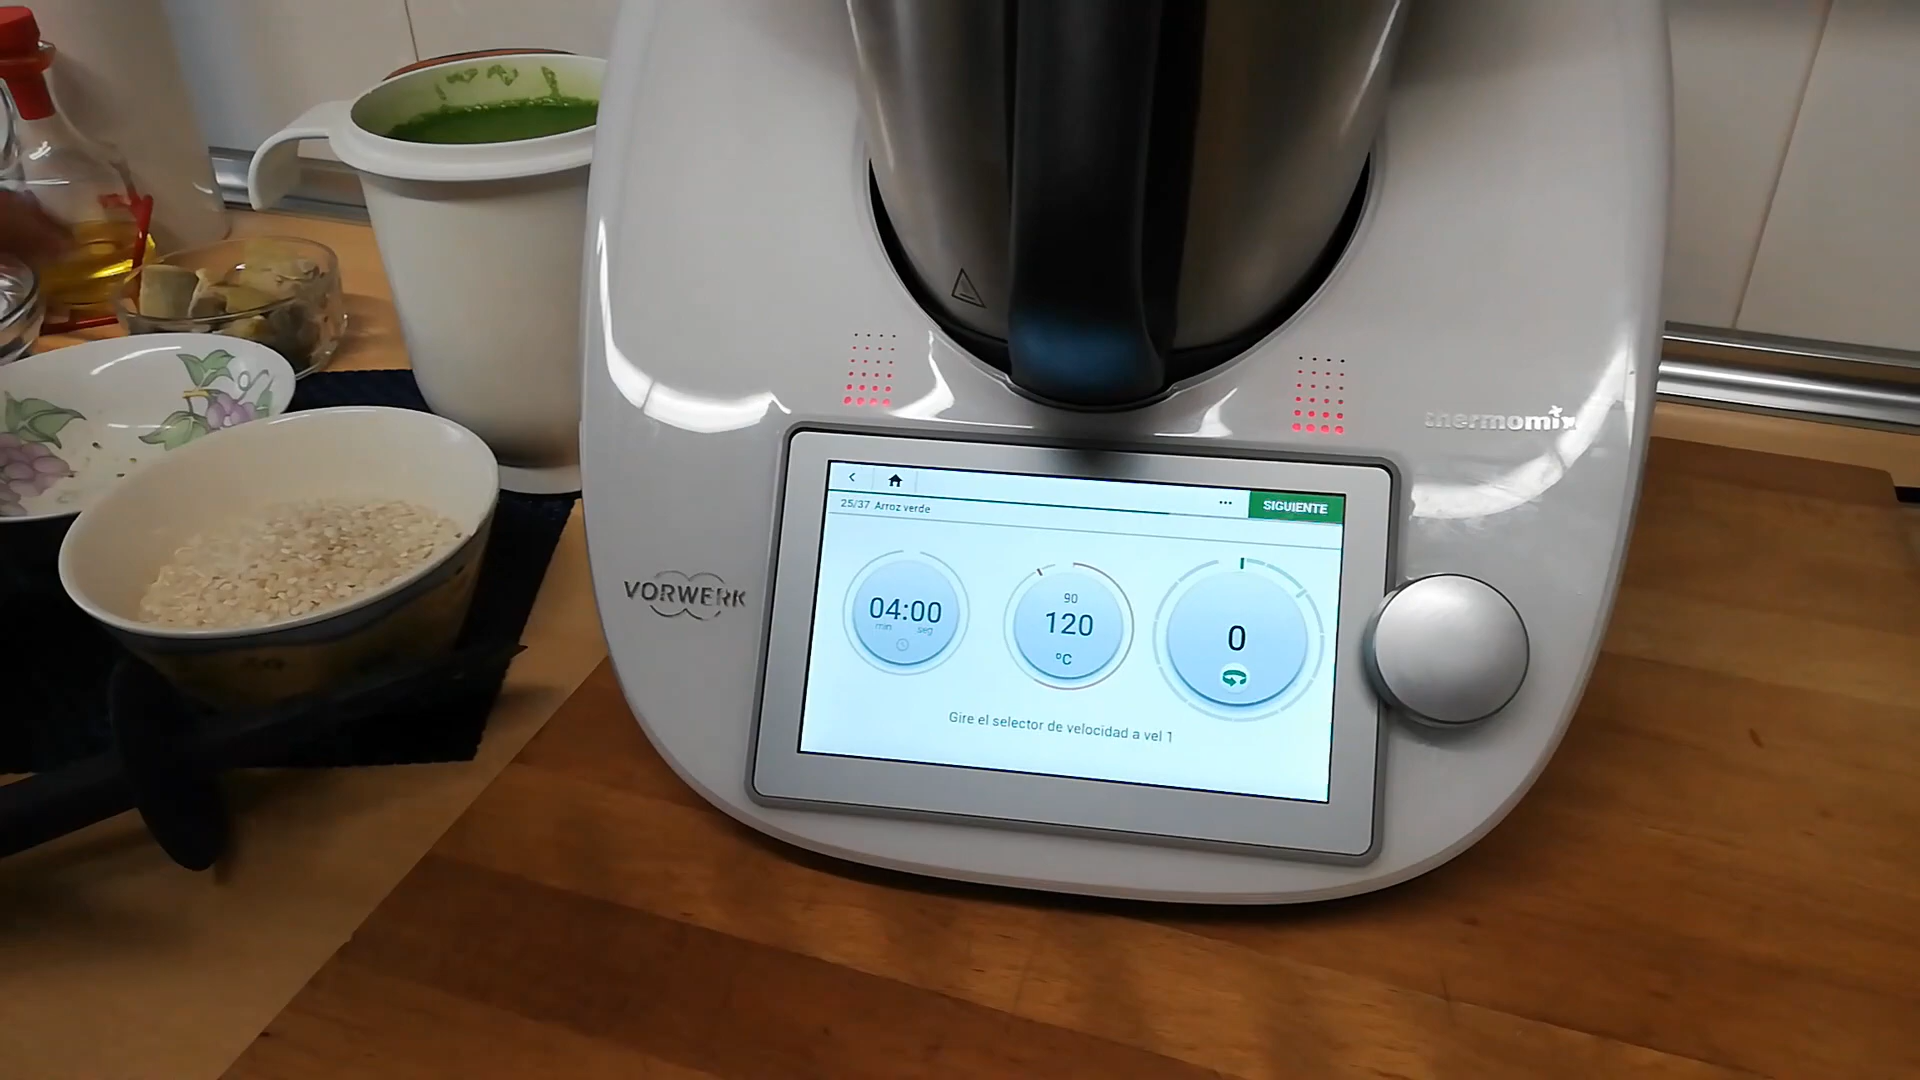 thermomix
25/37 Arroz verde
SIGUIENTE
04:00
min seg
90
120
°C
0
Gire el selector de velocidad a vel 1
VORWERK